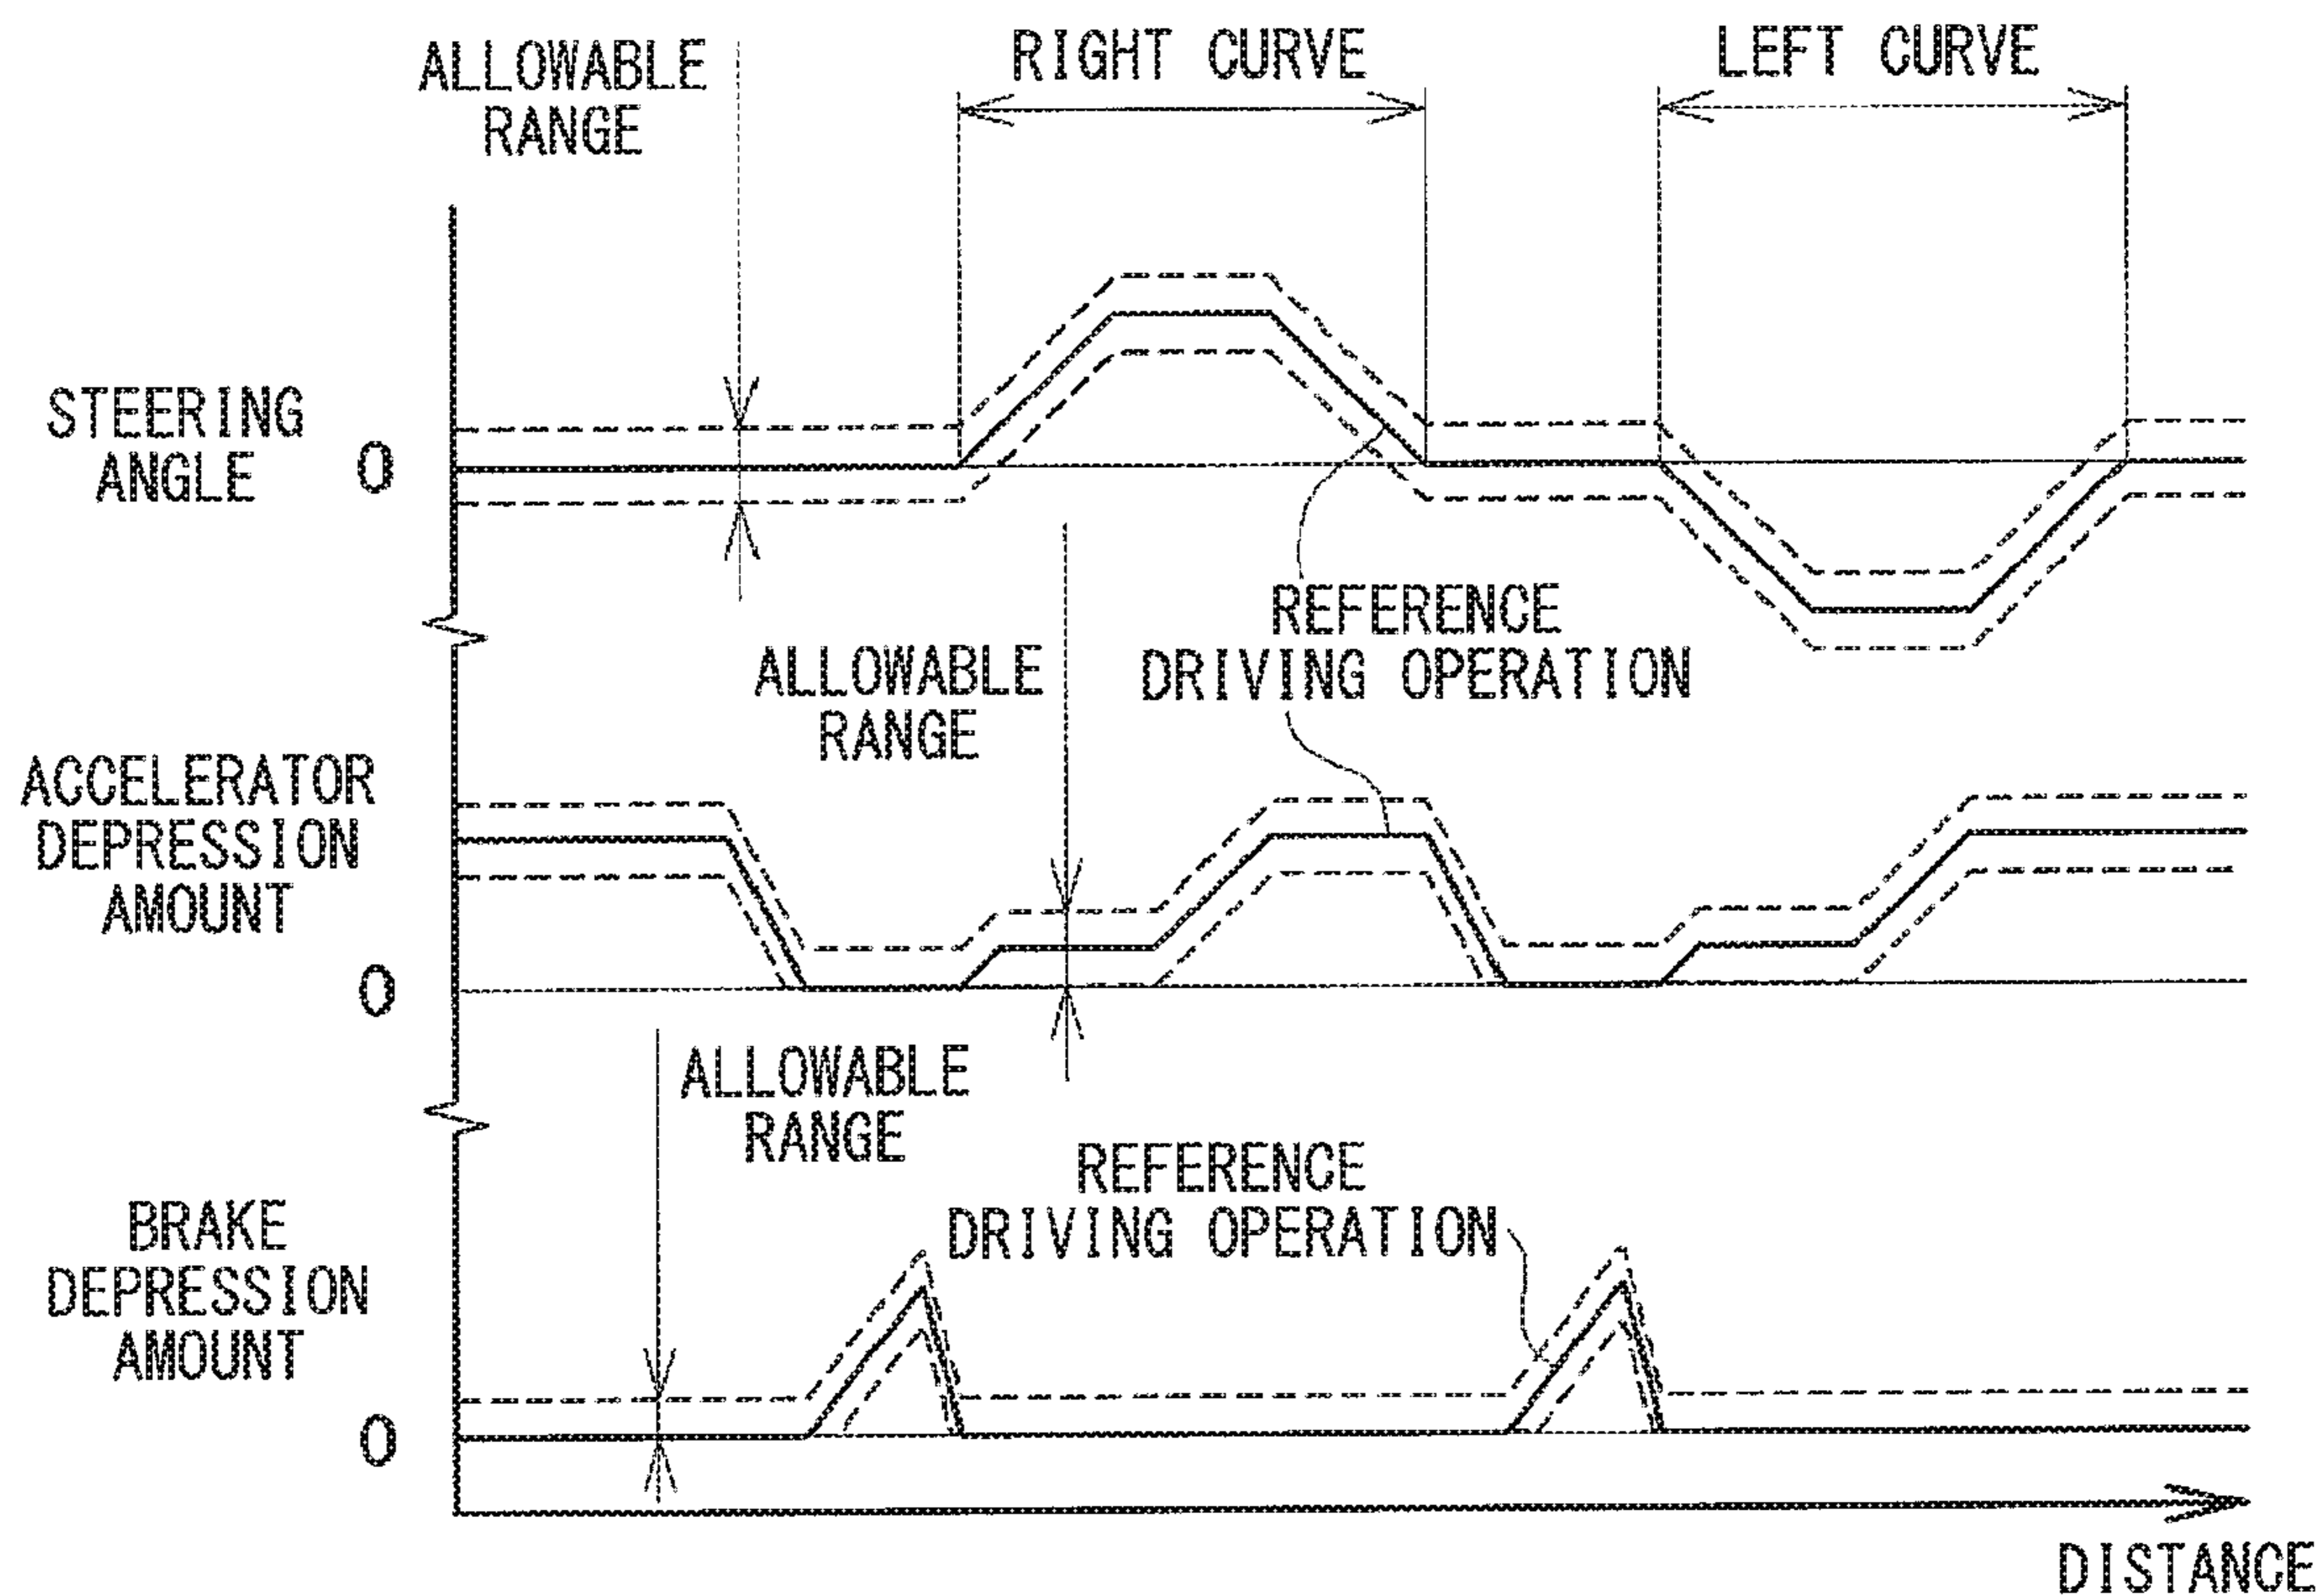 ALLOWABLE
RANGE
RIGHT CURVE
LEFT CURVE
STEERING
ANGLE
0
REFERENCE
DRIVING OPERATION
ALLOWABLE
RANGE
ACCELERATOR
DEPRESSION
AMOUNT
0
ALLOWABLE
RANGE
REFERENCE
DRIVING OPERATION
BRAKE
DEPRESSION
AMOUNT
0
DISTANCE